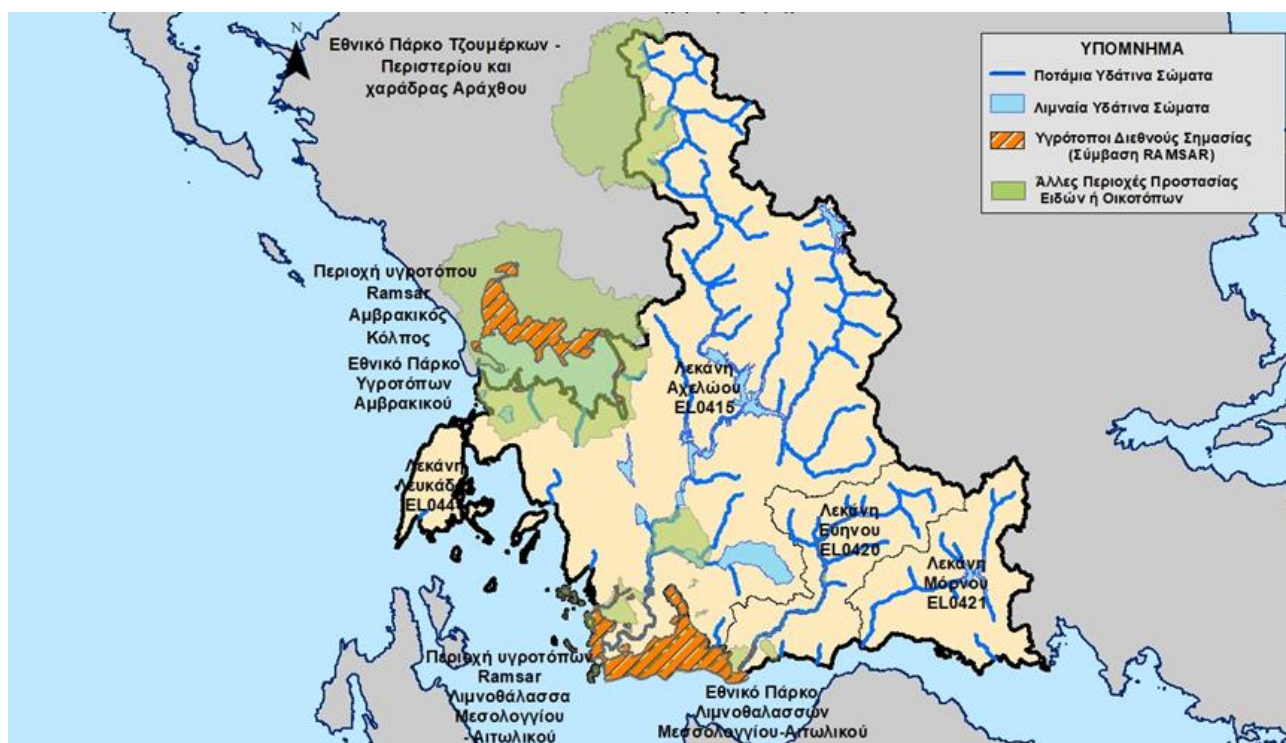 N
Εθνικό Πάρκο Τζουμέρκων -
Περιστερίου και
χαράδρας Αράχθου
ΥΠΟΜΝΗΜΑ
Ποτάμια Υδάτινα Σώματα
Λιμναία Υδάτινα Σώματα
Υγρότοποι Διεθνούς Σημασίας
(Σύμβαση RAMSAR)
Άλλες Περιοχές Προστασίας
Ειδών ή Οικοτόπων
Περιοχή υγροτόπου
Ramsar
Αμβρακικός
Κόλπος
Εθνικό Πάρκο
Υγροτόπων
Αμβρακικού
Λεκάνη
Αχελώου
EL0415
Λεκάνη
EL044
Λεκάνη
Εύηνου
EL0420
Λεκάνη
Μόρνου
EL0421
Περιοχή υγροτόπων
Ramsar
Λιμνοθάλασσα
Μεσολογγίου
- Αιτωλικού
Εθνικό Πάρκο
Λιμνοθαλασσών
Μεσσολογγίου-Αιτωλικού